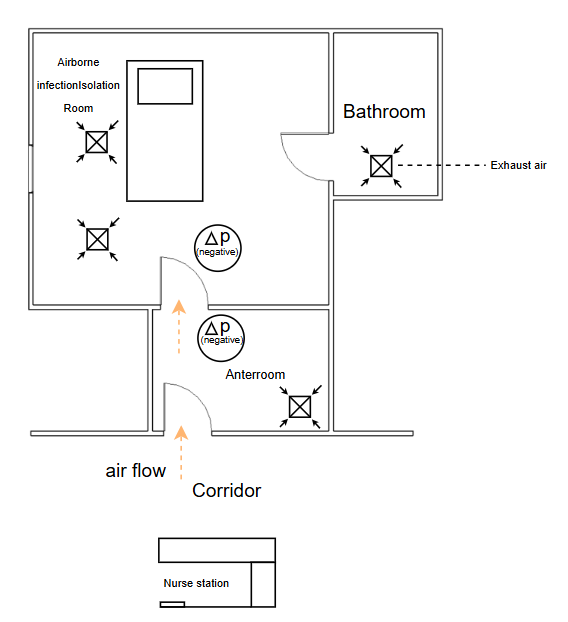 Airborne
infectionIsolation
Room
Bathroom
Exhaust air
Δp
(negative)
Δp
(negative)
Anterroom
air flow
Corridor
Nurse station